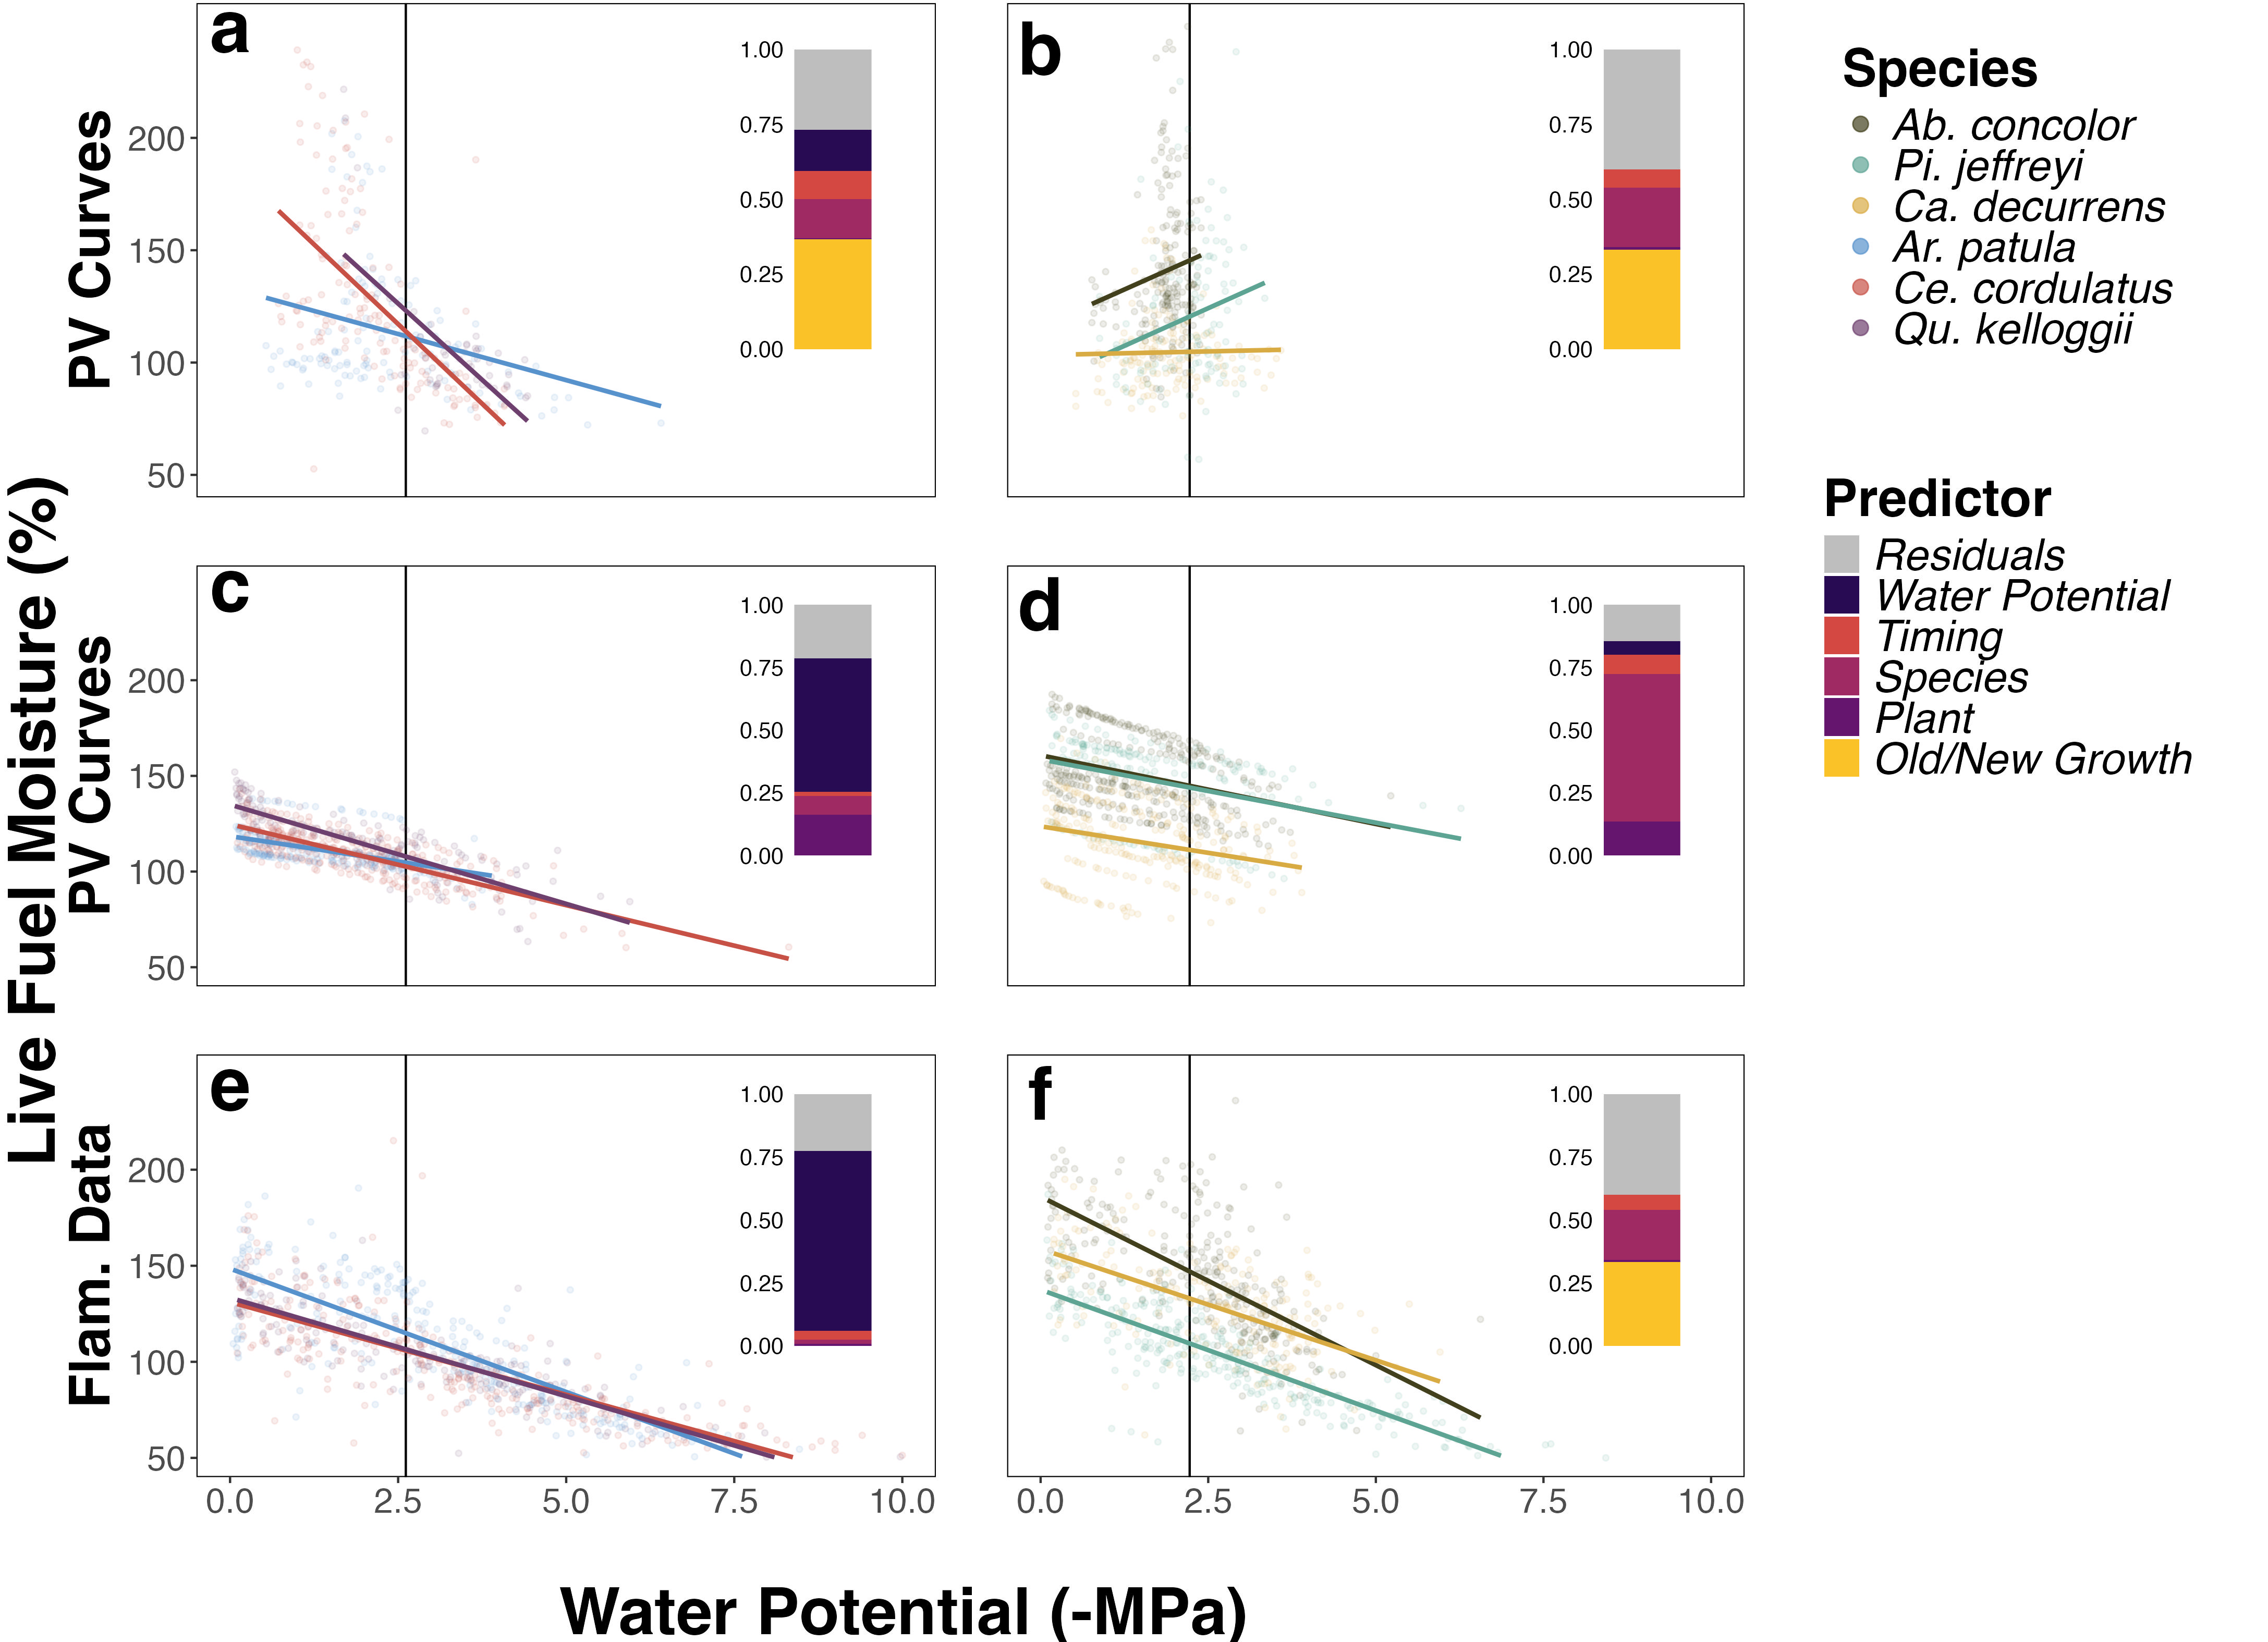 Live Fuel Moisture (%)
PV Curves
a
200
150
100
50
1.00
0.75
0.50
0.25
0.00
b
1.00
0.75
0.50
0.25
0.00
PV Curves
c
200
150
100
50
1.00
0.75
0.50
0.25
0.00
d
1.00
0.75
0.50
0.25
0.00
Flam. Data
e
200
150
100
50
1.00
0.75
0.50
0.25
0.00
f
1.00
0.75
0.50
0.25
0.00
0.0 2.5 5.0 7.5 10.0
0.0 2.5 5.0 7.5 10.0
Water Potential (-MPa)
Species
Ab. concolor
Pi. jeffreyi
Ca. decurrens
Ar. patula
Ce. cordulatus
Qu. kelloggii
Predictor
Residuals
Water Potential
Timing
Species
Plant
Old/New Growth